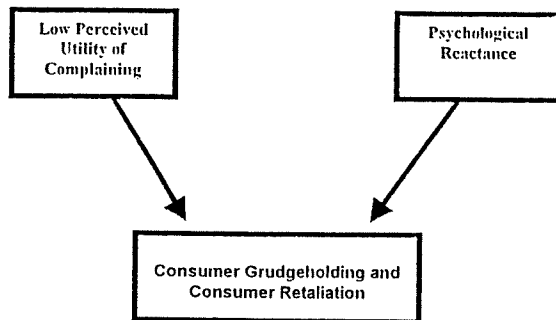 Low Perceived
Utility of
Complaining
Psychological
Reactance
Consumer Grudgeholding and
Consumer Retaliation